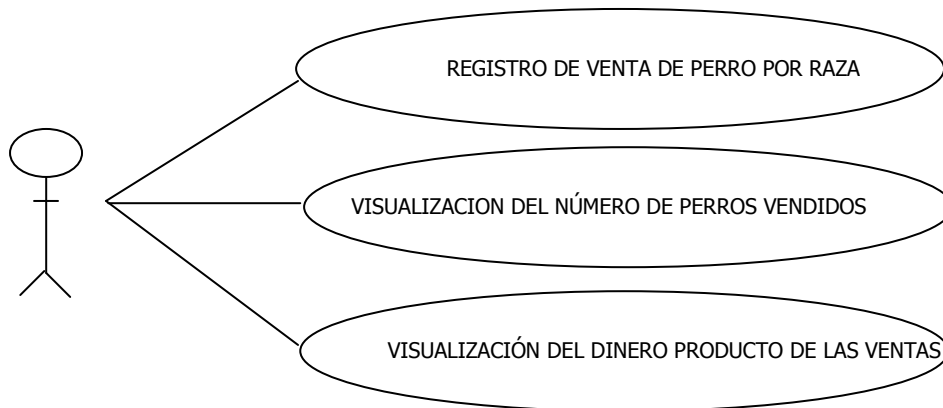 REGISTRO DE VENTA DE PERRO POR RAZA
VISUALIZACION DEL NÚMERO DE PERROS VENDIDOS
VISUALIZACIÓN DEL DINERO PRODUCTO DE LAS VENTAS